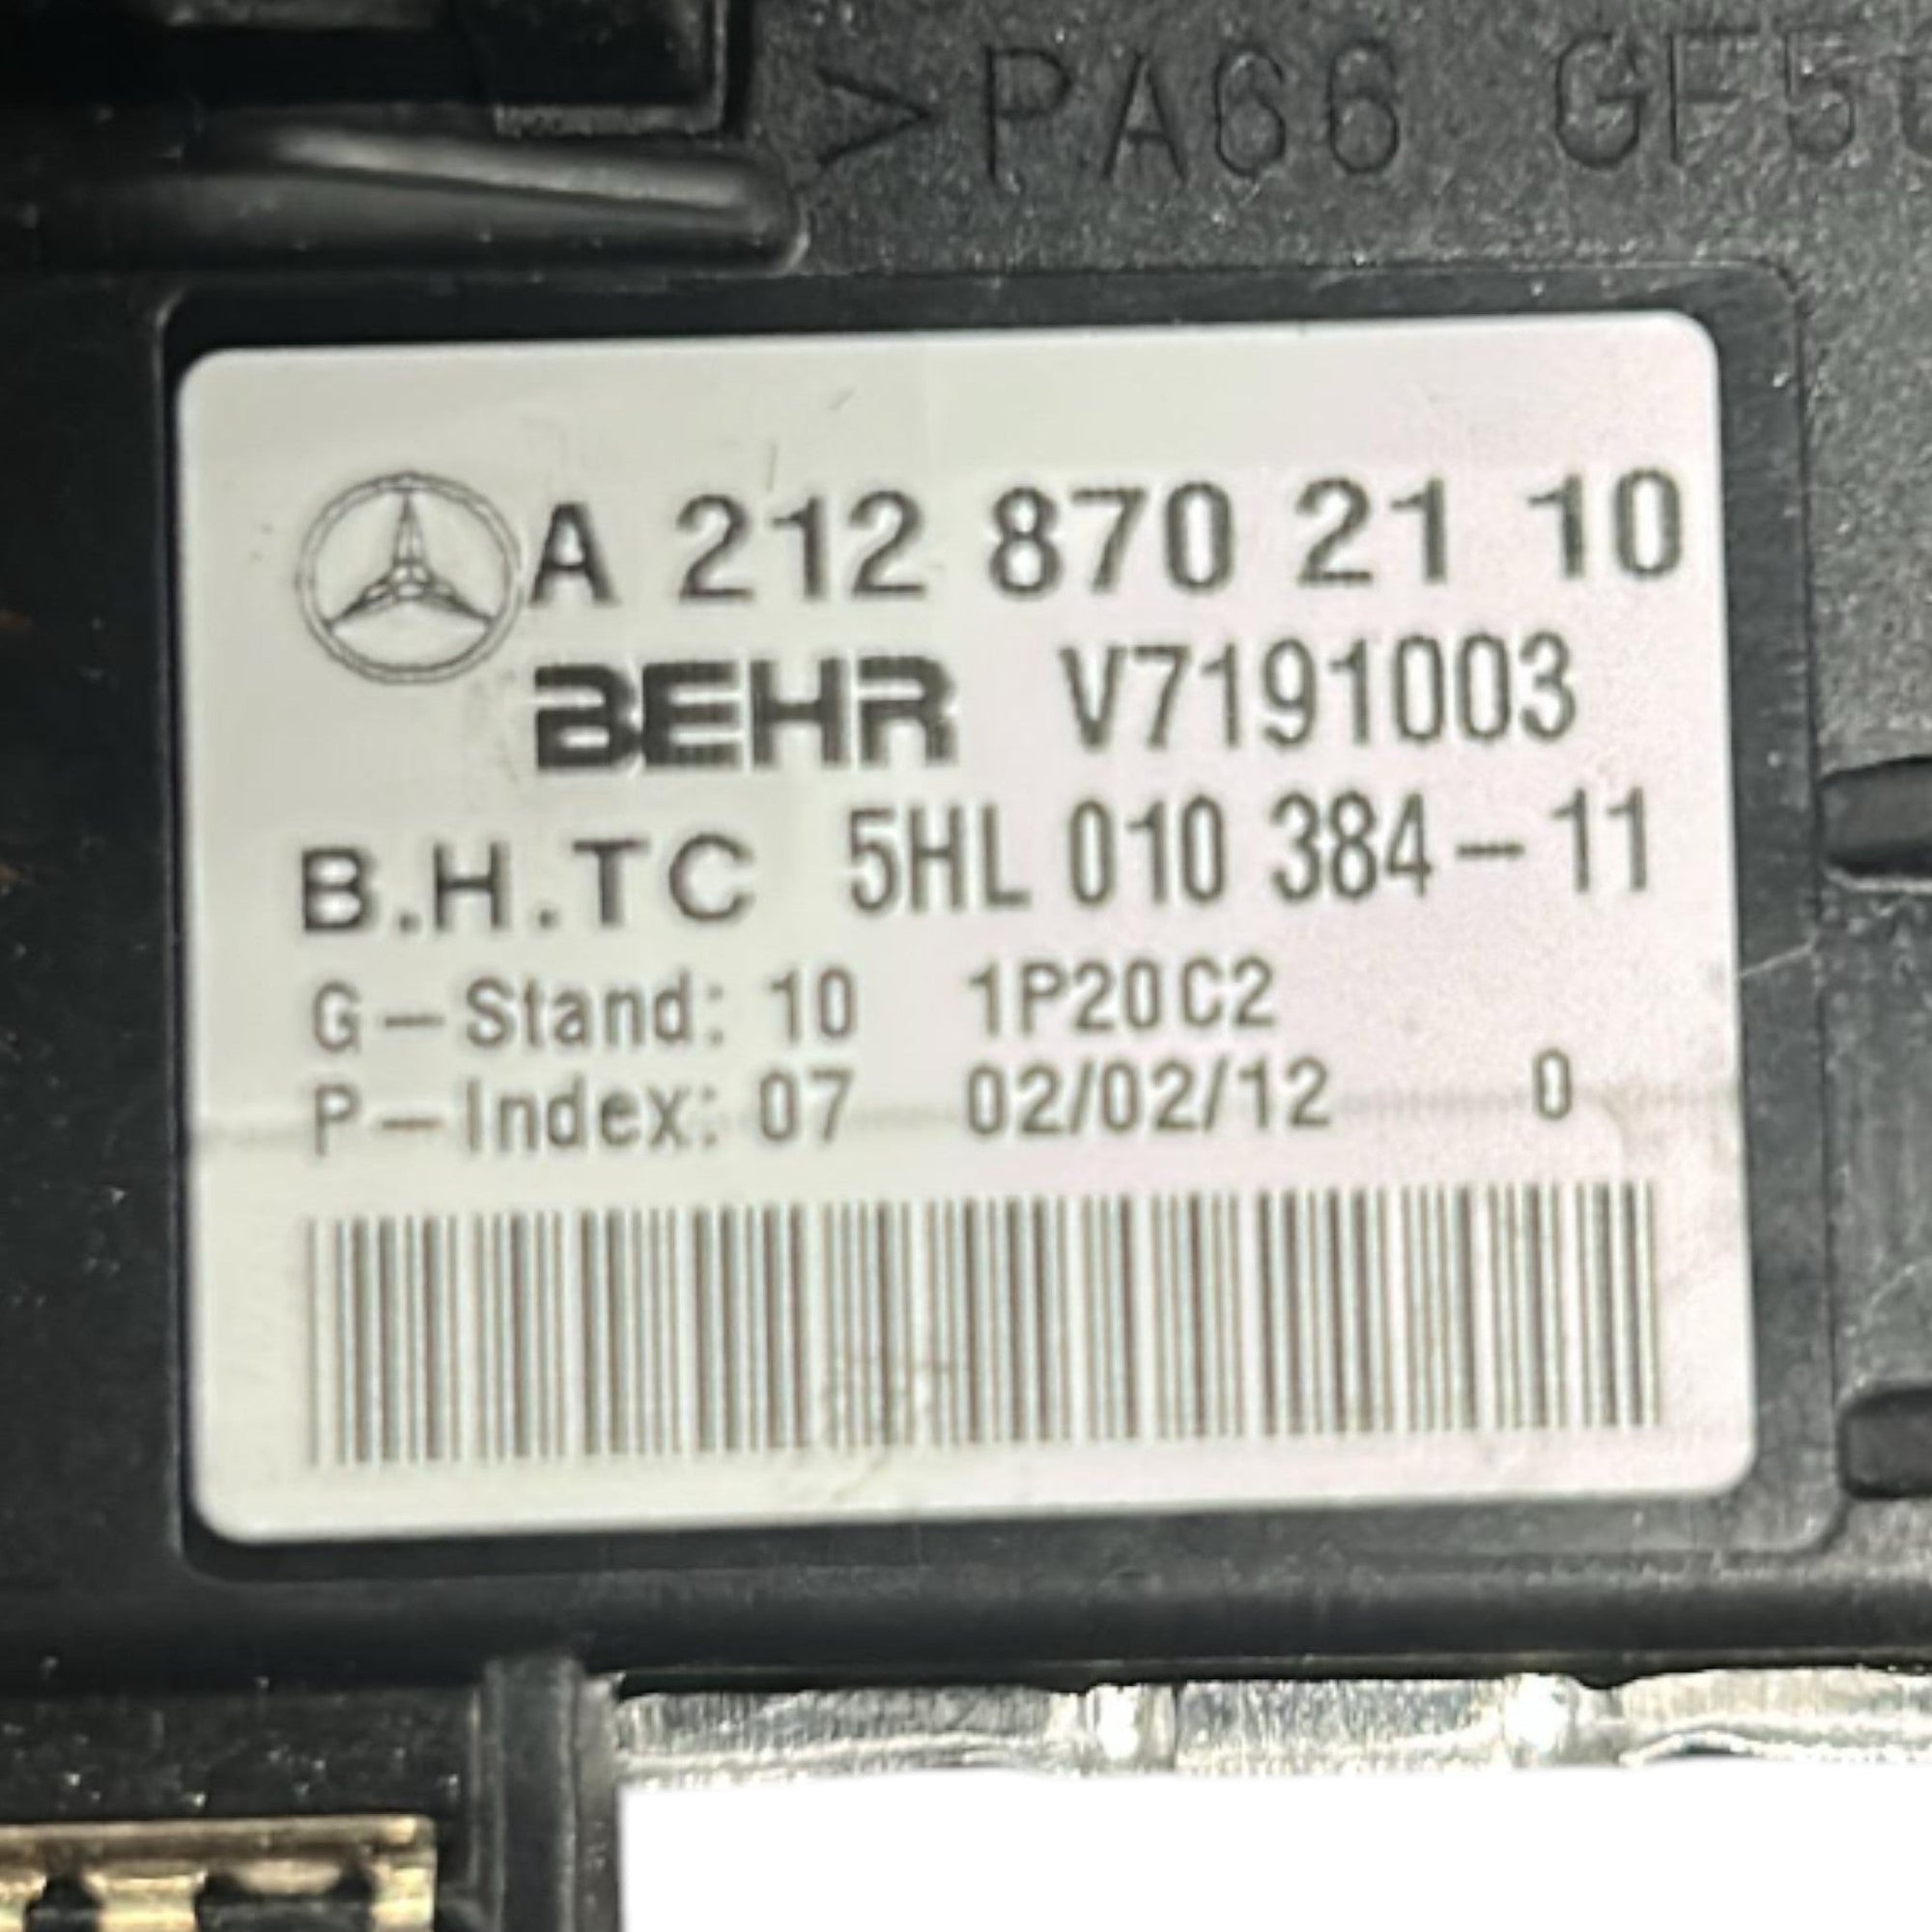 >PA66 GF5
A 212 870 21 10
BEHR V7191003
B.H.TC 5HL 010 384-11
G-Stand: 10 1P20C2
P-Index: 07 02/02/12 0